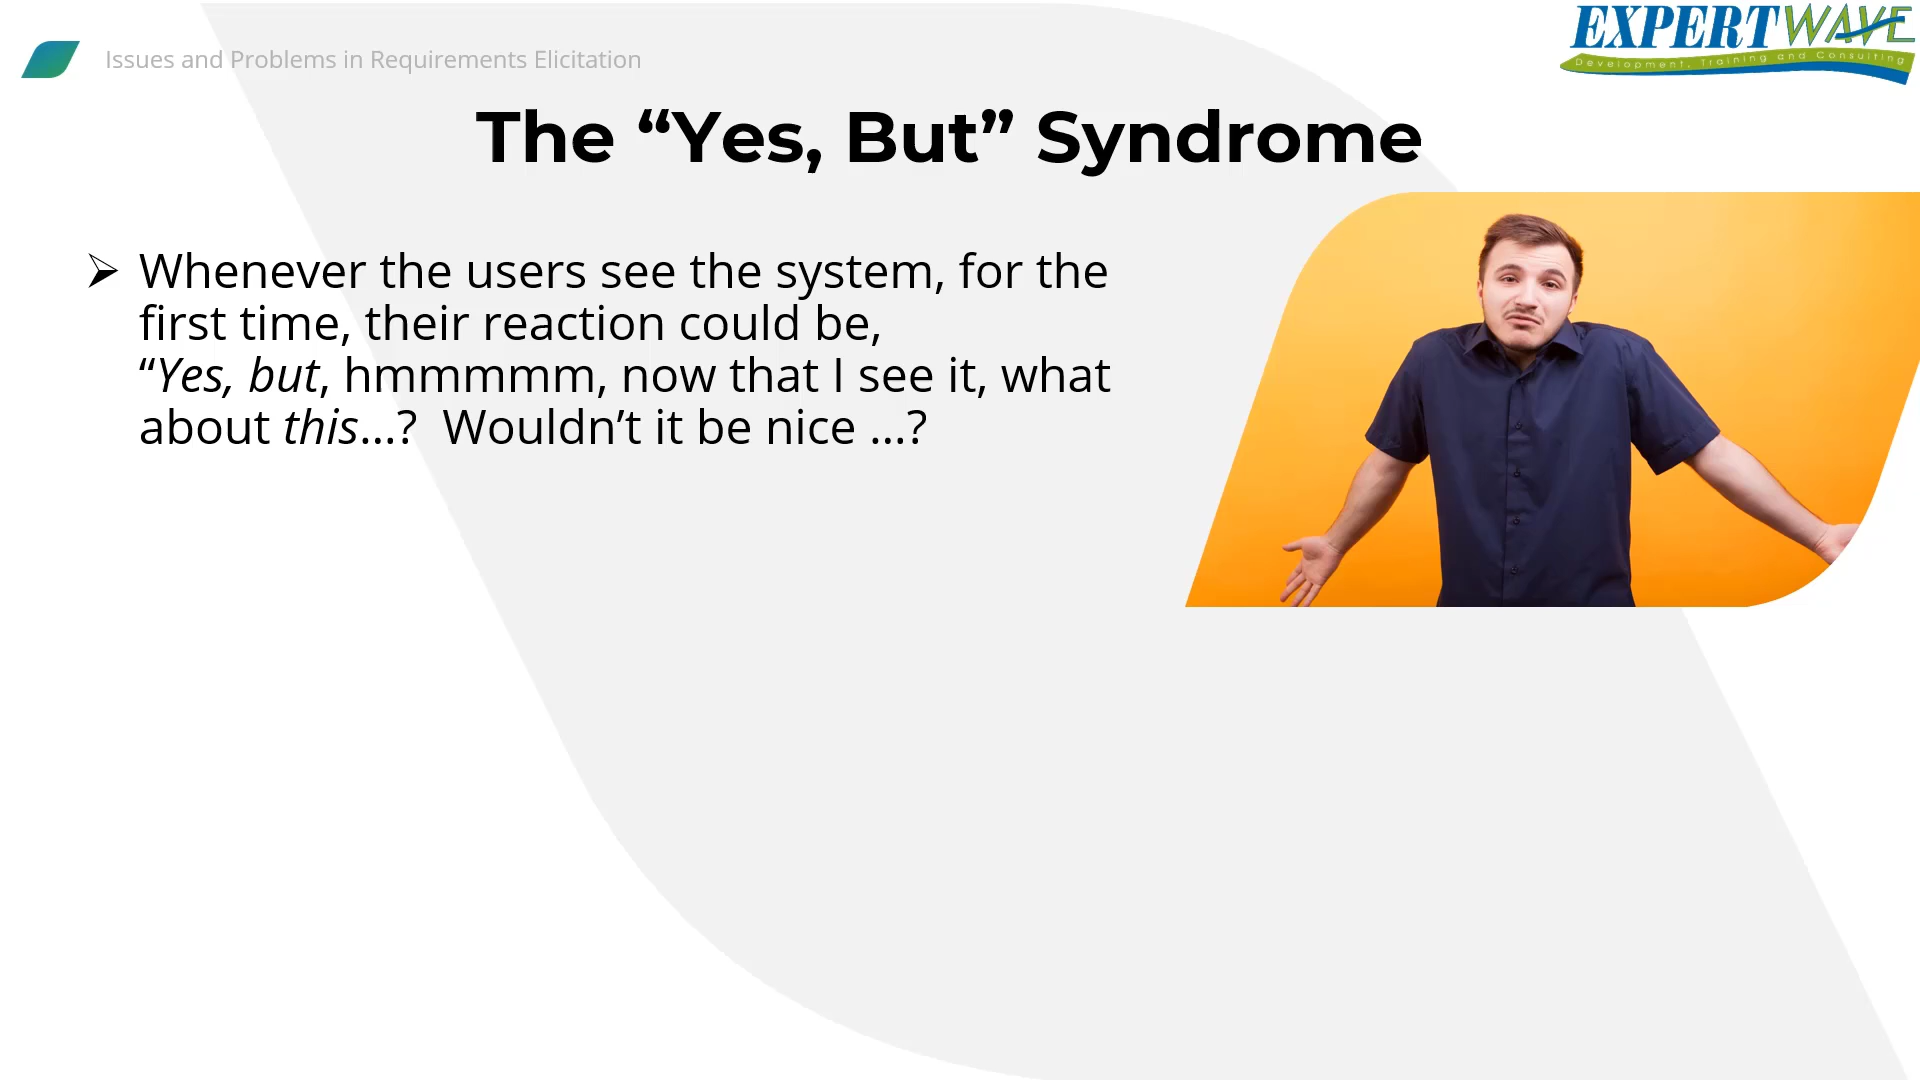 EXPERTWAVE
Development, Training and Consulting
Issues and Problems in Requirements Elicitation
The “Yes, But” Syndrome
➢ Whenever the users see the system, for the
first time, their reaction could be,
“Yes, but, hmmmmm, now that I see it, what
about this…?  Wouldn’t it be nice …?